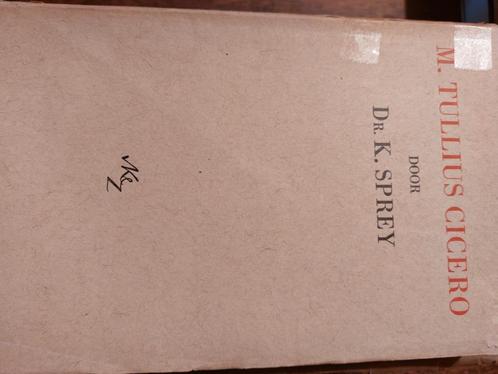 M. TULLIUS CICERO
DOOR
DR. K. SPREY